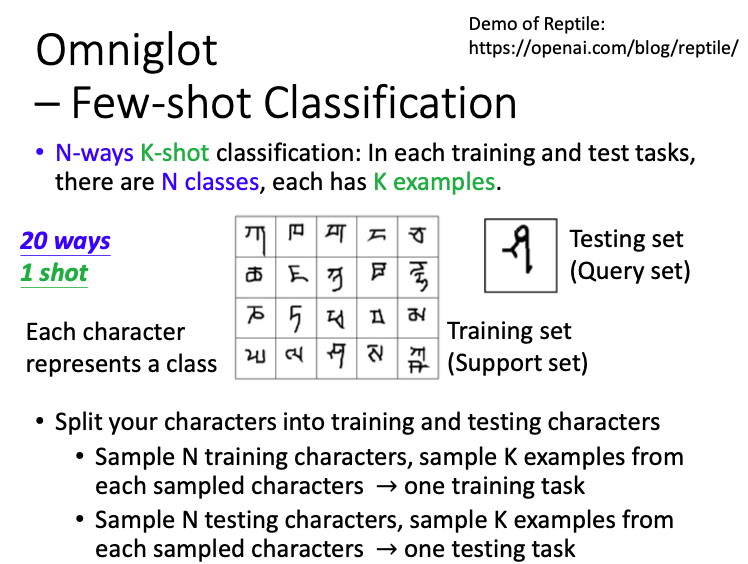 Demo of Reptile:
https://openai.com/blog/reptile/
Omniglot
– Few-shot Classification
• N-ways K-shot classification: In each training and test tasks,
there are N classes, each has K examples.
20 ways
1 shot
Each character
represents a class
Testing set
(Query set)
Training set
(Support set)
• Split your characters into training and testing characters
• Sample N training characters, sample K examples from
each sampled characters → one training task
• Sample N testing characters, sample K examples from
each sampled characters → one testing task